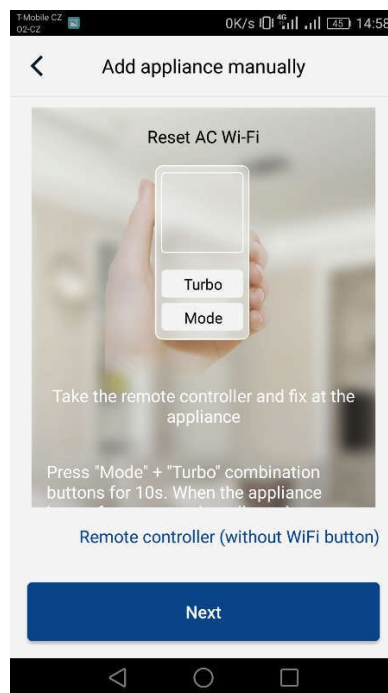 T-Mobile CZ
O2-CZ
0K/s 4G 45 14:58
Add appliance manually
Reset AC Wi-Fi
Turbo
Mode
Take the remote controller and fix at the
appliance
Press "Mode" + "Turbo" combination
buttons for 10s. When the appliance
Remote controller (without WiFi button)
Next